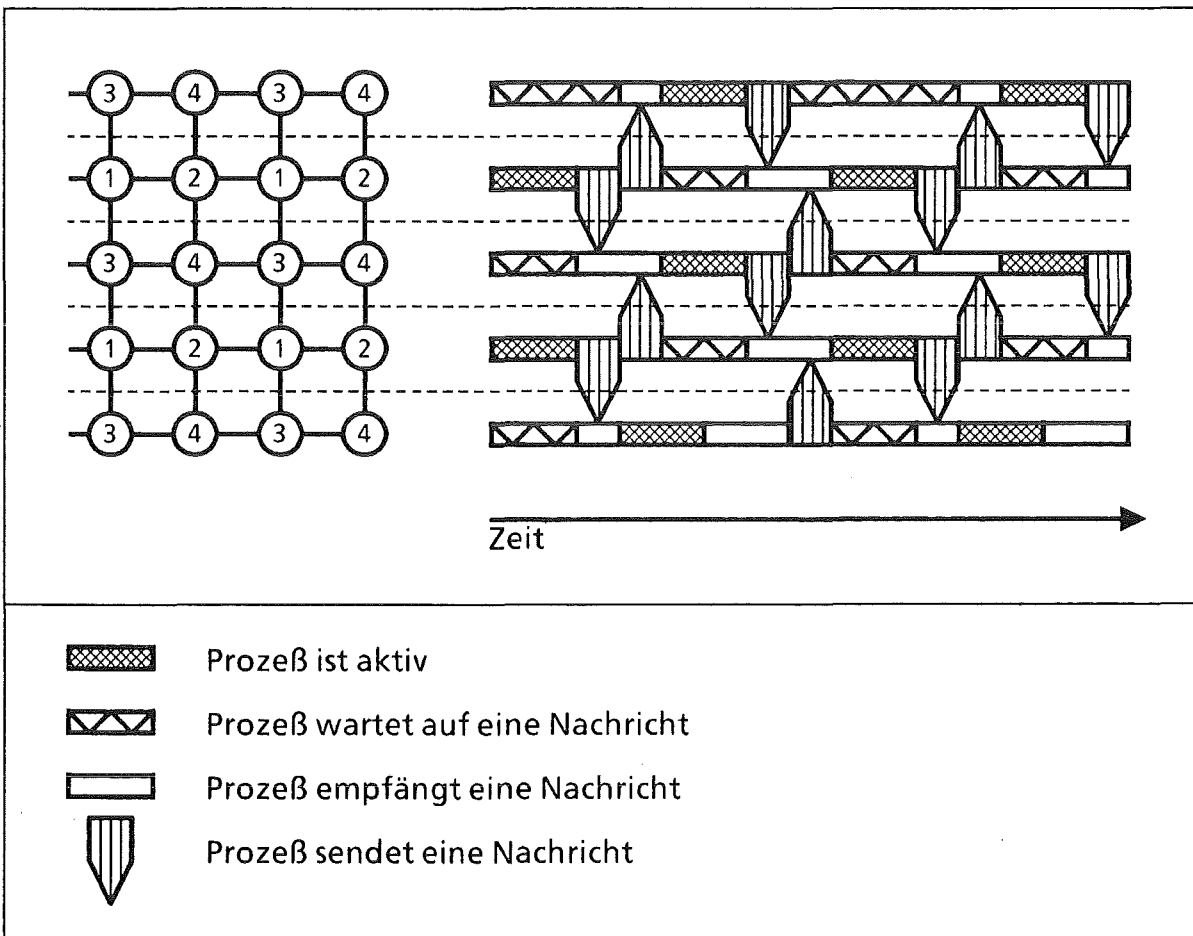 3 4 3 4
1 2 1 2
3 4 3 4
1 2 1 2
3 4 3 4
Zeit
Prozeß ist aktiv
Prozeß wartet auf eine Nachricht
Prozeß empfängt eine Nachricht
Prozeß sendet eine Nachricht